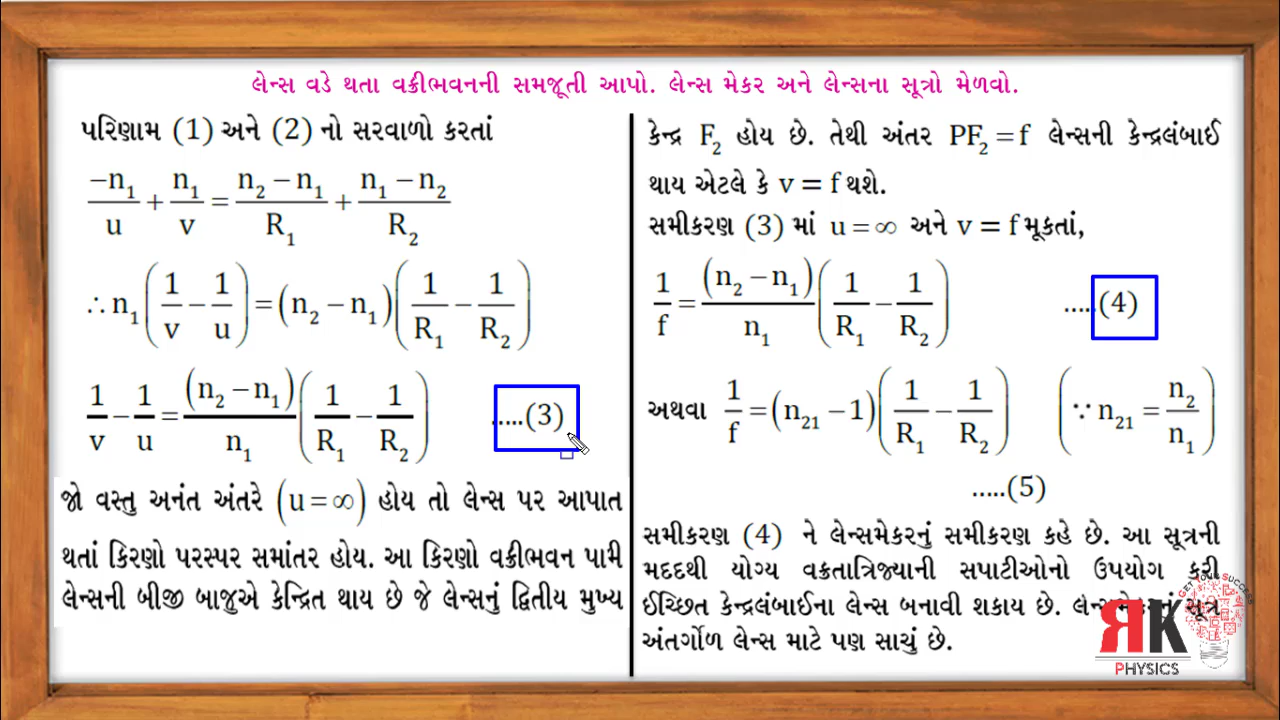 લેન્સ વડે થતા વક્રીભવનની સમજૂતી આપો. લેન્સ મેકર અને લેન્સના સૂત્રો મેળવો.
પરિણામ (1) અને (2) નો સરવાળો કરતાં
−n₁/u + n₁/v = (n₂ − n₁)/R₁ + (n₁ − n₂)/R₂
∴ n₁(1/v − 1/u) = (n₂ − n₁)(1/R₁ − 1/R₂)
1/v − 1/u = (n₂ − n₁)/n₁ (1/R₁ − 1/R₂) .....(3)
જો વસ્તુ અનંત અંતરે (u = ∞) હોય તો લેન્સ પર આપાત
થતાં કિરણો પરસ્પર સમાંતર હોય. આ કિરણો વક્રીભવન પામી
લેન્સની બીજી બાજુએ કેન્દ્રિત થાય છે જે લેન્સનું દ્વિતીય મુખ્ય
કેન્દ્ર F₂ હોય છે. તેથી અંતર PF₂ = f લેન્સની કેન્દ્રલંબાઈ
થાય એટલે કે v = f થશે.
સમીકરણ (3) માં u = ∞ અને v = f મૂકતાં,
1/f = (n₂ − n₁)/n₁ (1/R₁ − 1/R₂) .....(4)
અથવા 1/f = (n₂₁ − 1)(1/R₁ − 1/R₂) (∵ n₂₁ = n₂/n₁)
.....(5)
સમીકરણ (4) ને લેન્સમેકરનું સમીકરણ કહે છે. આ સૂત્રની
મદદથી યોગ્ય વક્રતાત્રિજ્યાની સપાટીઓનો ઉપયોગ કરી
ઈચ્છિત કેન્દ્રલંબાઈના લેન્સ બનાવી શકાય છે. લેન્સમેકરનું સૂત્ર
અંતર્ગોળ લેન્સ માટે પણ સાચું છે.
GET YOUR SUCCESS
RK
PHYSICS